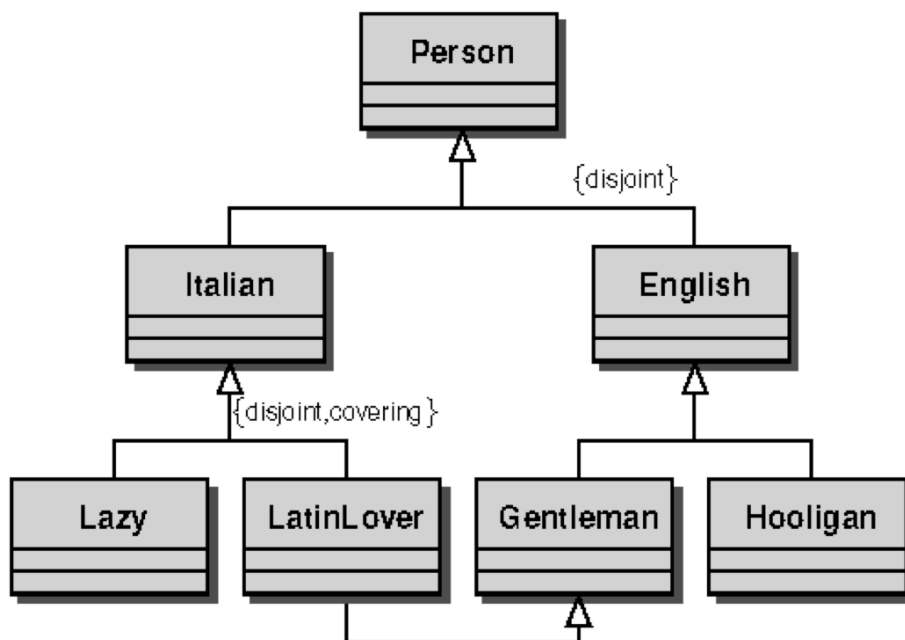 Person
{disjoint}
Italian
English
{disjoint,covering}
Lazy
LatinLover
Gentleman
Hooligan